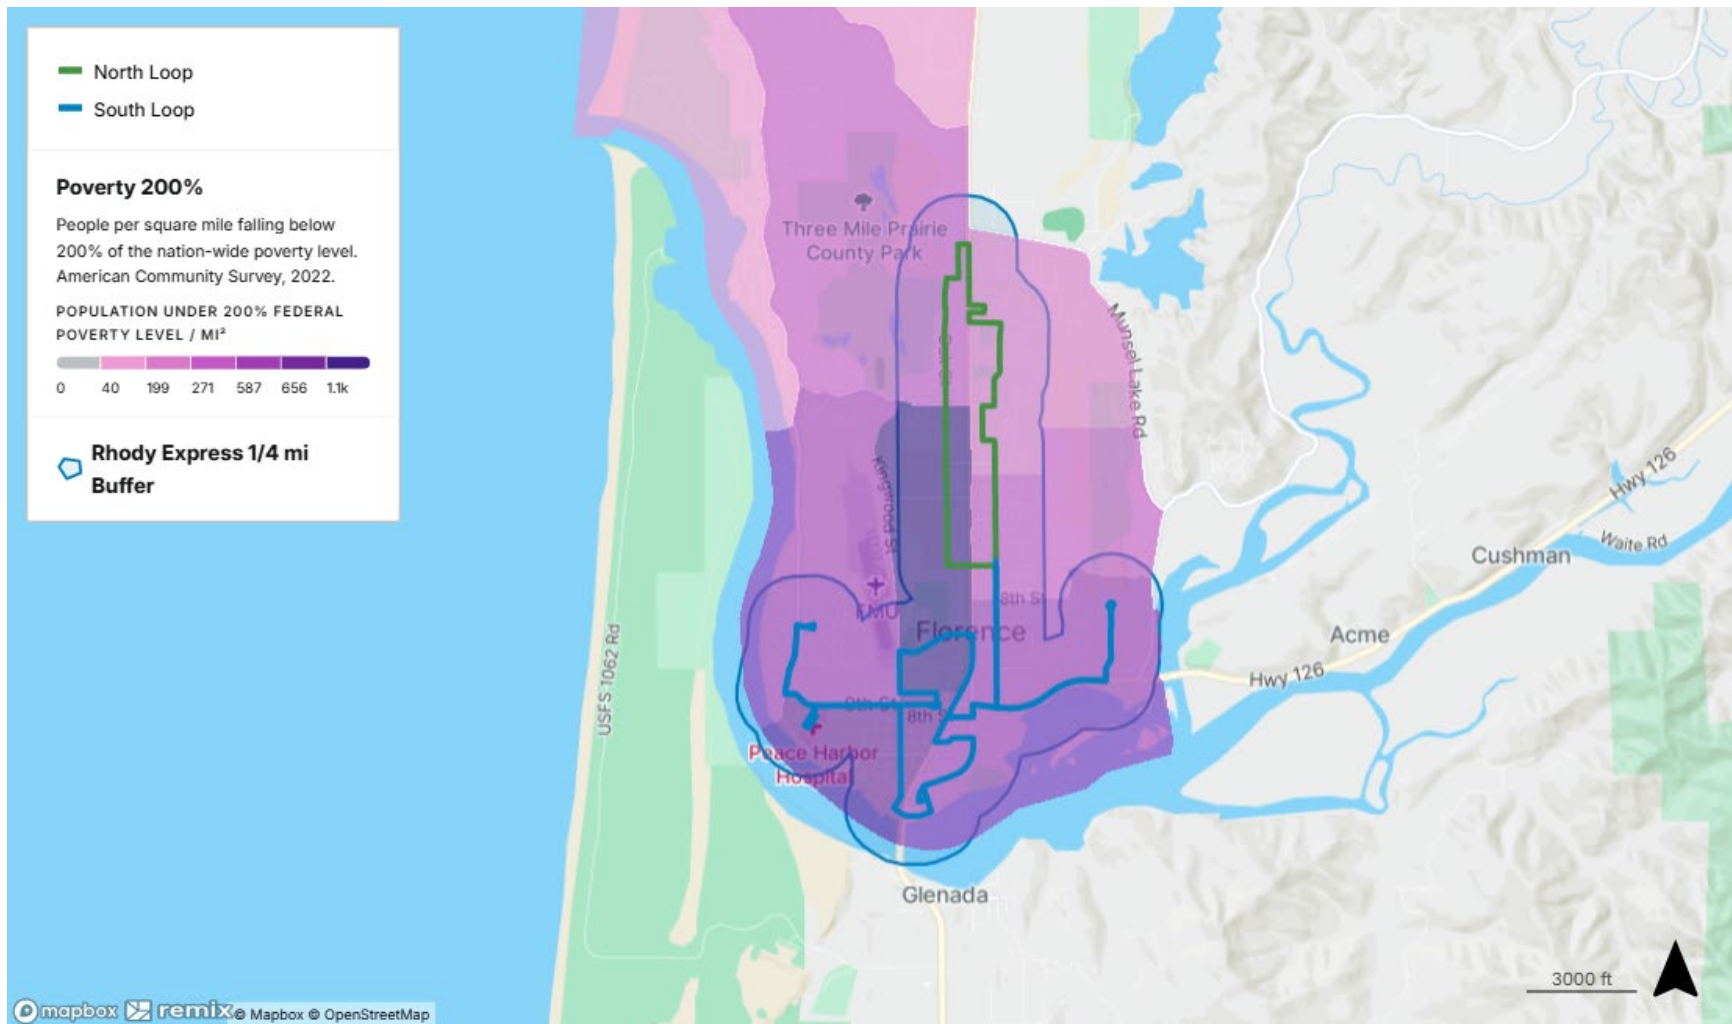 North Loop
South Loop
Poverty 200%
People per square mile falling below
200% of the nation-wide poverty level.
American Community Survey, 2022.
POPULATION UNDER 200% FEDERAL
POVERTY LEVEL / MI²
0 40 199 271 587 656 1.1k
Rhody Express 1/4 mi
Buffer
Three Mile Prairie
County Park
Oak St
Munsel Lake Rd
Kingwood St
Hwy 126
Waite Rd
Cushman
EMU
8th St
Florence
Acme
Hwy 126
USFS 1062 Rd
9th St
8th S
Peace Harbor
Hospital
Glenada
3000 ft
mapbox remix © Mapbox © OpenStreetMap